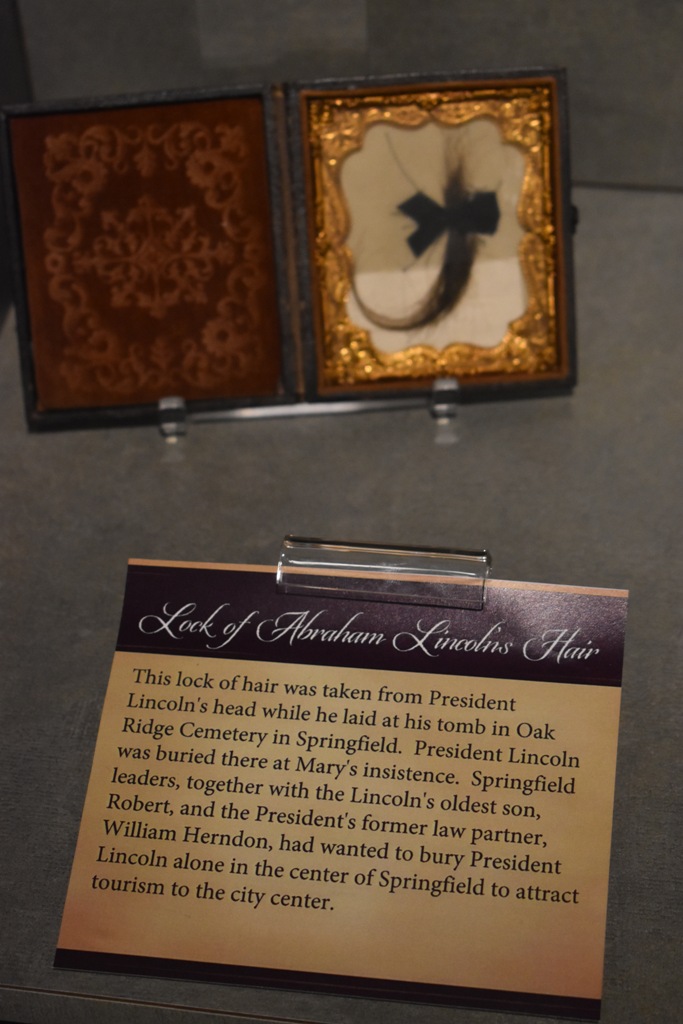 Lock of Abraham Lincoln's Hair
This lock of hair was taken from President
Lincoln's head while he laid at his tomb in Oak
Ridge Cemetery in Springfield. President Lincoln
was buried there at Mary's insistence. Springfield
leaders, together with the Lincoln's oldest son,
Robert, and the President's former law partner,
William Herndon, had wanted to bury President
Lincoln alone in the center of Springfield to attract
tourism to the city center.